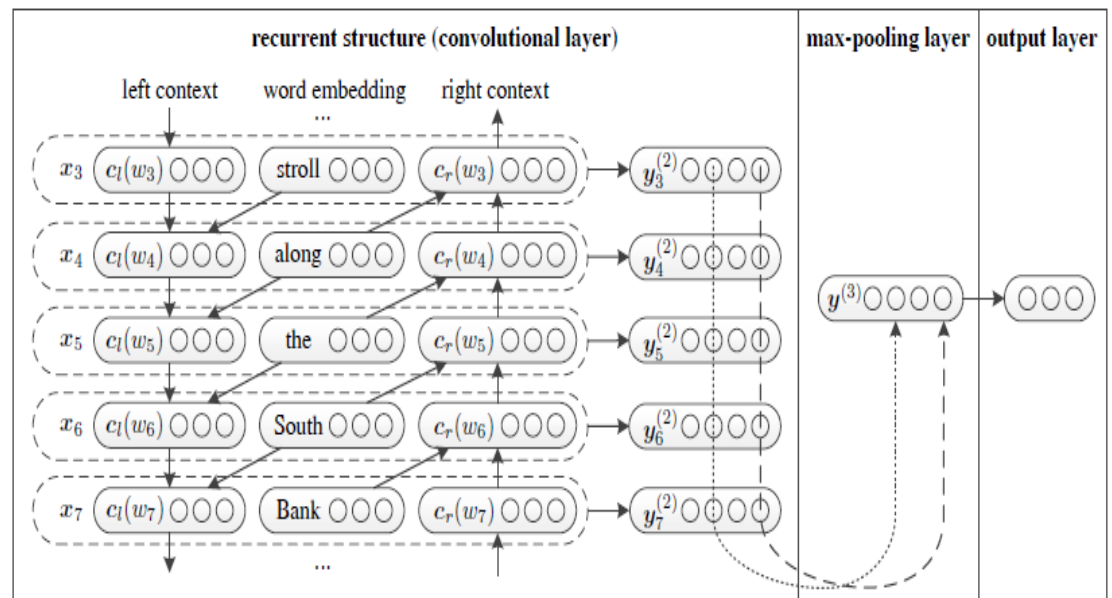 recurrent structure (convolutional layer) max-pooling layer output layer
left context word embedding right context
...
x₃ cₗ(w₃) stroll cᵣ(w₃) y₃⁽²⁾
x₄ cₗ(w₄) along cᵣ(w₄) y₄⁽²⁾
y⁽³⁾
x₅ cₗ(w₅) the cᵣ(w₅) y₅⁽²⁾
x₆ cₗ(w₆) South cᵣ(w₆) y₆⁽²⁾
x₇ cₗ(w₇) Bank cᵣ(w₇) y₇⁽²⁾
...